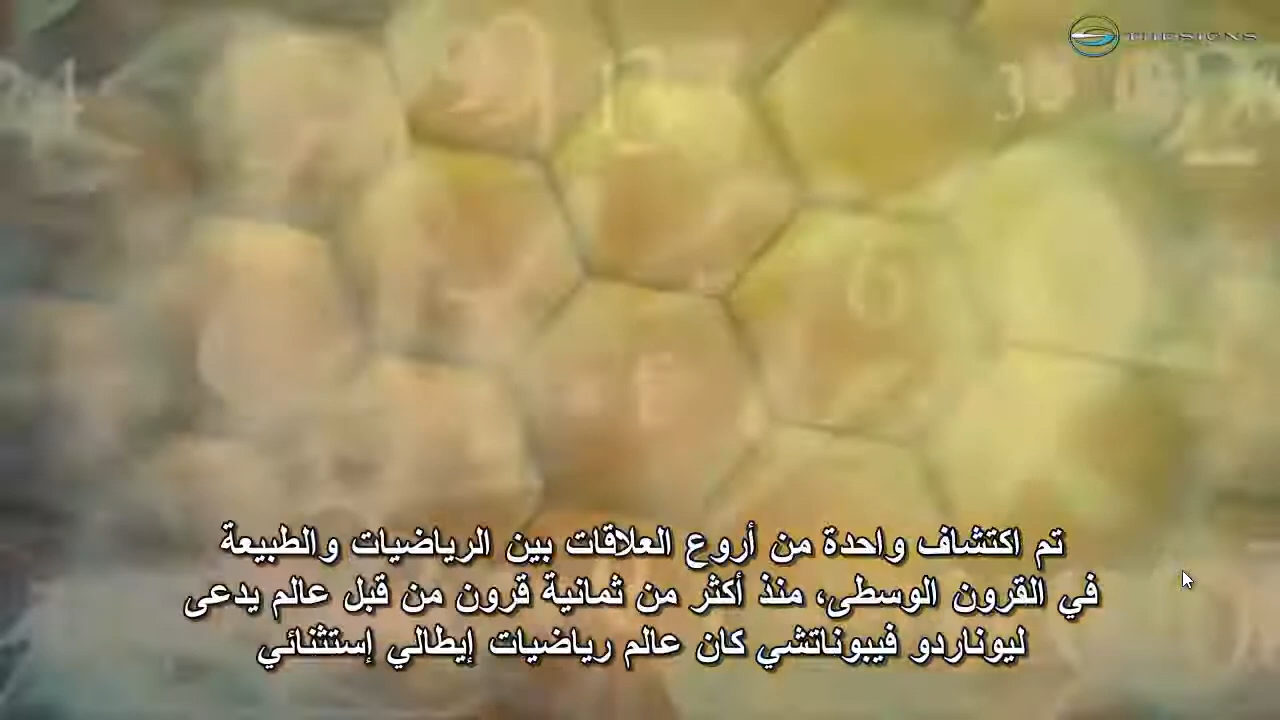 THESIGNS
تم اكتشاف واحدة من أروع العلاقات بين الرياضيات والطبيعة
في القرون الوسطى، منذ أكثر من ثمانية قرون من قبل عالم يدعى
ليوناردو فيبوناتشي كان عالم رياضيات إيطالي إستثنائي